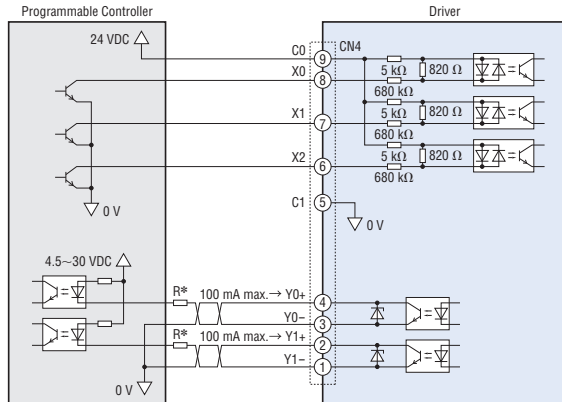 Programmable Controller
Driver
24 VDC
C0
9
CN4
5 kΩ
820 Ω
X0
8
680 kΩ
X1
7
5 kΩ
820 Ω
680 kΩ
X2
6
5 kΩ
820 Ω
680 kΩ
C1
5
0 V
0 V
4.5~30 VDC
R*
100 mA max.→
Y0+
4
Y0−
3
R*
100 mA max.→
Y1+
2
Y1−
1
0 V